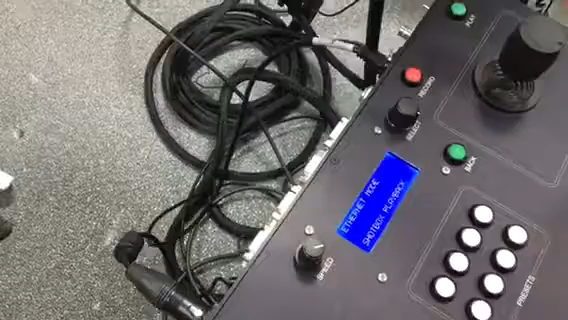 PLAY
RECORD
SELECT
BACK
ETHERNET MODE
SHOTBOX PLAYBACK
SPEED
PRESETS